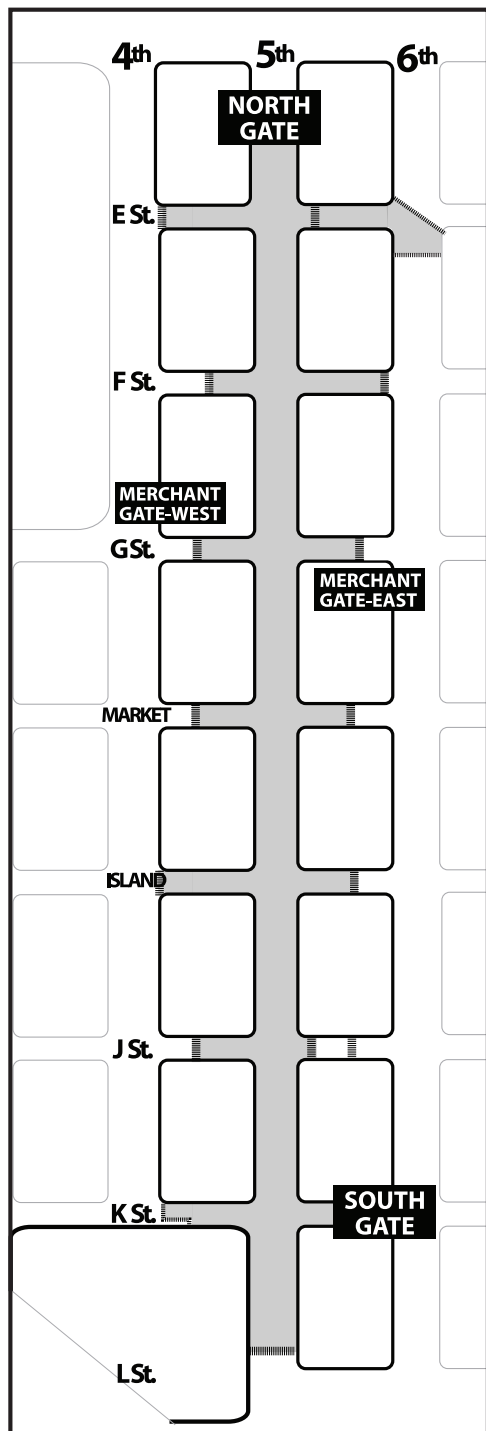 4th 5th 6th
NORTH
GATE
E St.
F St.
MERCHANT
GATE-WEST
G St.
MERCHANT
GATE-EAST
MARKET
ISLAND
J St.
K St.
SOUTH
GATE
L St.